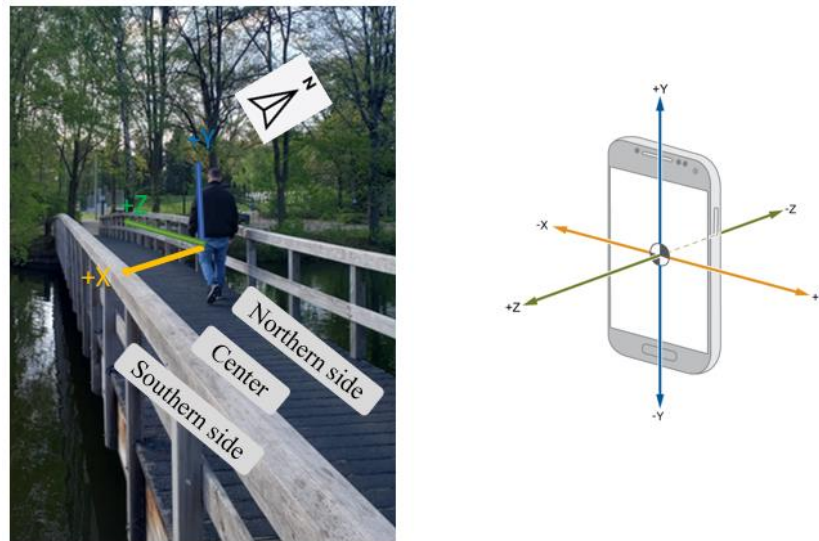 N
+Y
+Z
+X
Northern side
Center
Southern side
+Y
-X
-Z
+Z
+
-Y